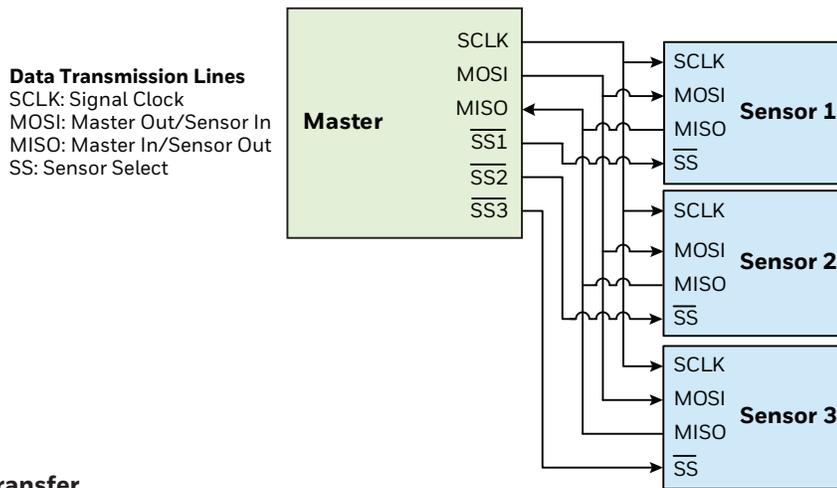 Data Transmission Lines
SCLK: Signal Clock
MOSI: Master Out/Sensor In
MISO: Master In/Sensor Out
SS: Sensor Select
Master
SCLK
MOSI
MISO
SS1
SS2
SS3
SCLK
MOSI
MISO
SS
Sensor 1
SCLK
MOSI
MISO
SS
Sensor 2
SCLK
MOSI
MISO
SS
Sensor 3
ransfer